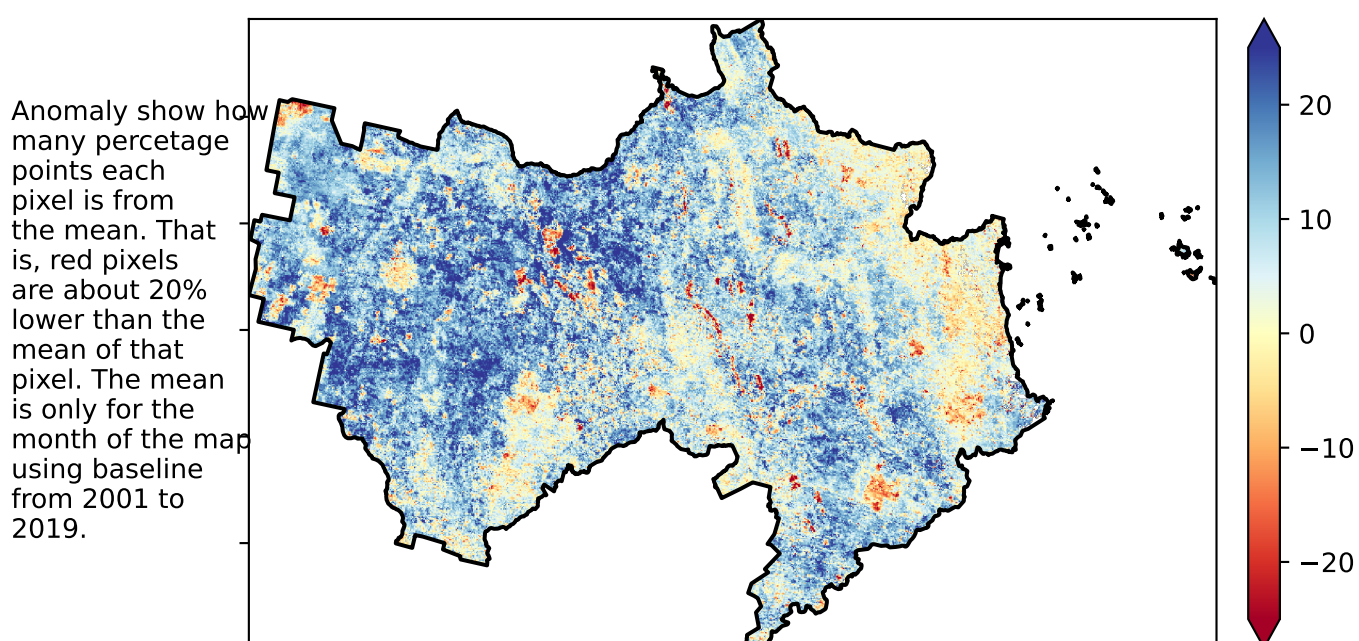 Anomaly show how
many percetage
points each
pixel is from
the mean. That
is, red pixels
are about 20%
lower than the
mean of that
pixel. The mean
is only for the
month of the map
using baseline
from 2001 to
2019.
20
10
0
−10
−20